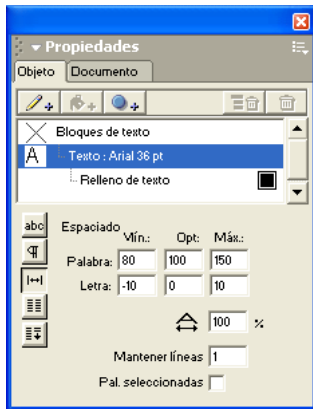 Propiedades
Objeto Documento
Bloques de texto
A Texto : Arial 36 pt
Relleno de texto
abc Espaciado Mín.: Opt: Máx.:
¶ Palabra: 80 100 150
Letra: -10 0 10
100 %
Mantener líneas 1
Pal. seleccionadas